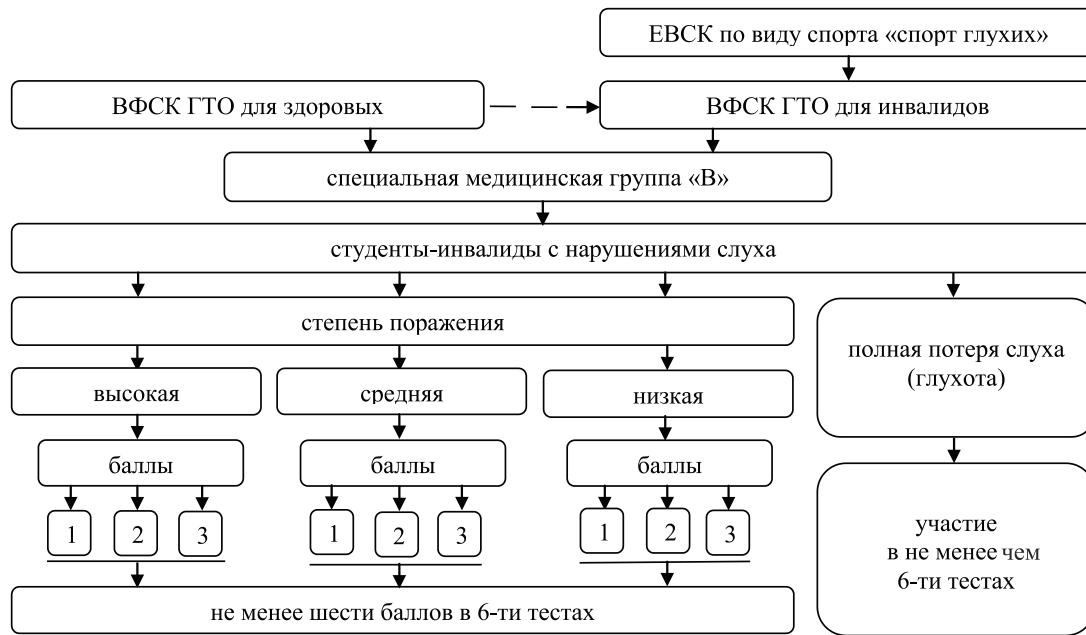 ЕВСК по виду спорта «спорт глухих»
ВФСК ГТО для здоровых
ВФСК ГТО для инвалидов
специальная медицинская группа «В»
студенты-инвалиды с нарушениями слуха
степень поражения
полная потеря слуха
(глухота)
высокая
средняя
низкая
баллы
баллы
баллы
1 2 3
1 2 3
1 2 3
участие
в не менее чем
6-ти тестах
не менее шести баллов в 6-ти тестах